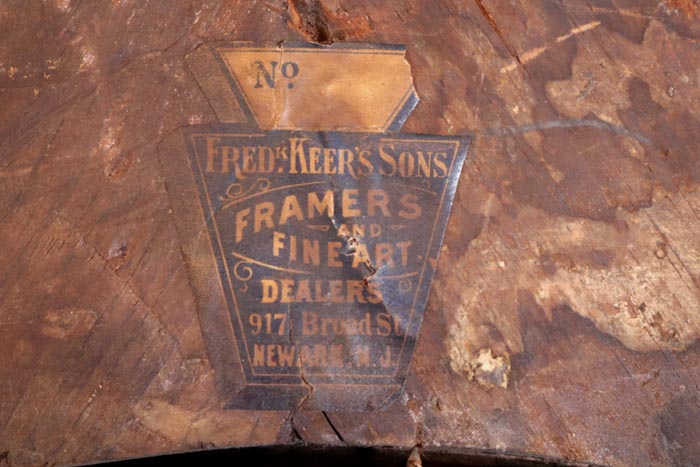 No
FREDK KEER'S SONS
FRAMERS
AND
FINE ART
DEALERS
917 Broad St.
NEWARK, N.J.